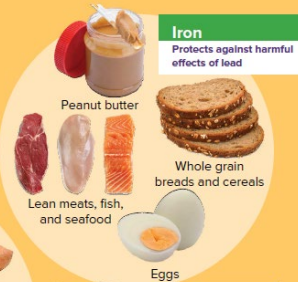 Iron
Protects against harmful
effects of lead
Peanut butter
Whole grain
breads and cereals
Lean meats, fish,
and seafood
Eggs